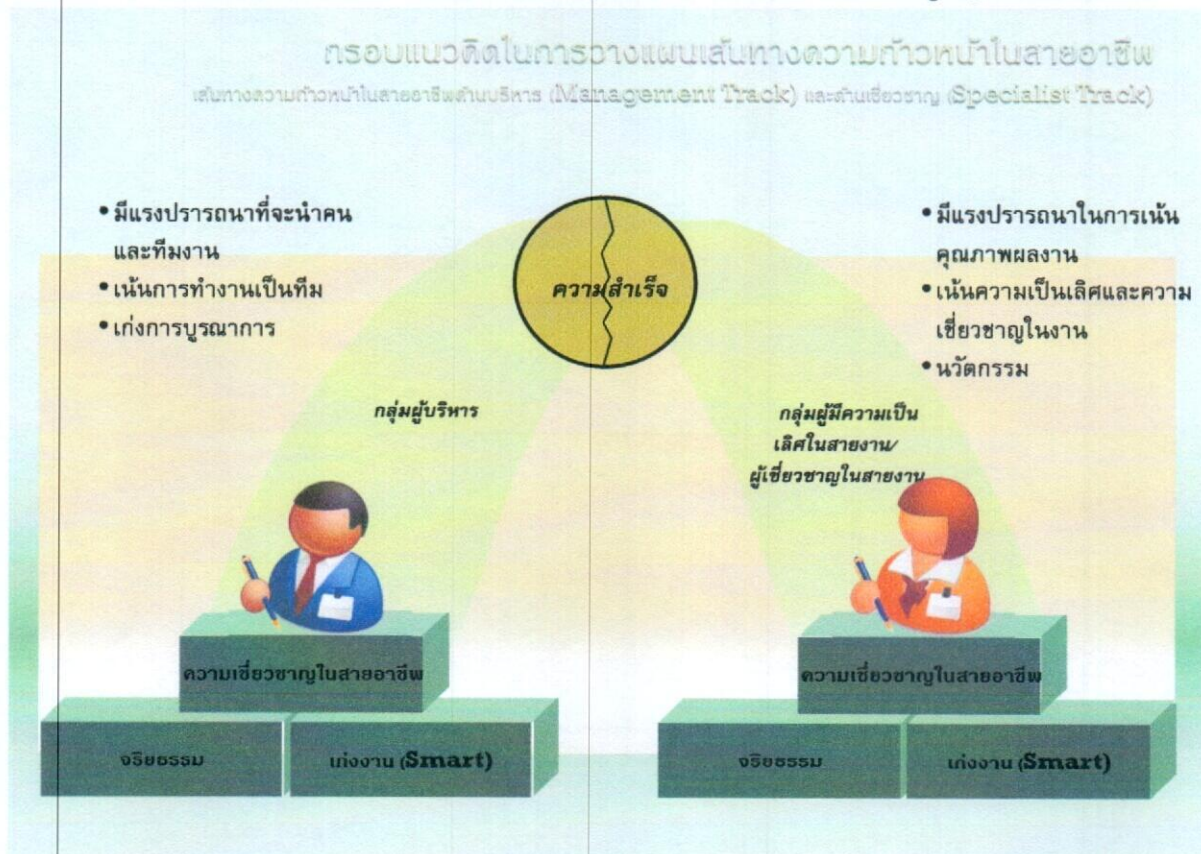 กรอบแนวคิดในการวางแผนเส้นทางความก้าวหน้าในสายอาชีพ
เส้นทางความก้าวหน้าในสายอาชีพด้านบริหาร (Management Track) และด้านเชี่ยวชาญ (Specialist Track)
• มีแรงปรารถนาที่จะนำคน
และทีมงาน
• เน้นการทำงานเป็นทีม
• เก่งการบูรณาการ
ความสำเร็จ
• มีแรงปรารถนาในการเน้น
คุณภาพผลงาน
• เน้นความเป็นเลิศและความ
เชี่ยวชาญในงาน
• นวัตกรรม
กลุ่มผู้บริหาร
กลุ่มผู้มีความเป็น
เลิศในสายงาน/
ผู้เชี่ยวชาญในสายงาน
ความเชี่ยวชาญในสายอาชีพ
จริยธรรม
เก่งงาน (Smart)
ความเชี่ยวชาญในสายอาชีพ
จริยธรรม
เก่งงาน (Smart)